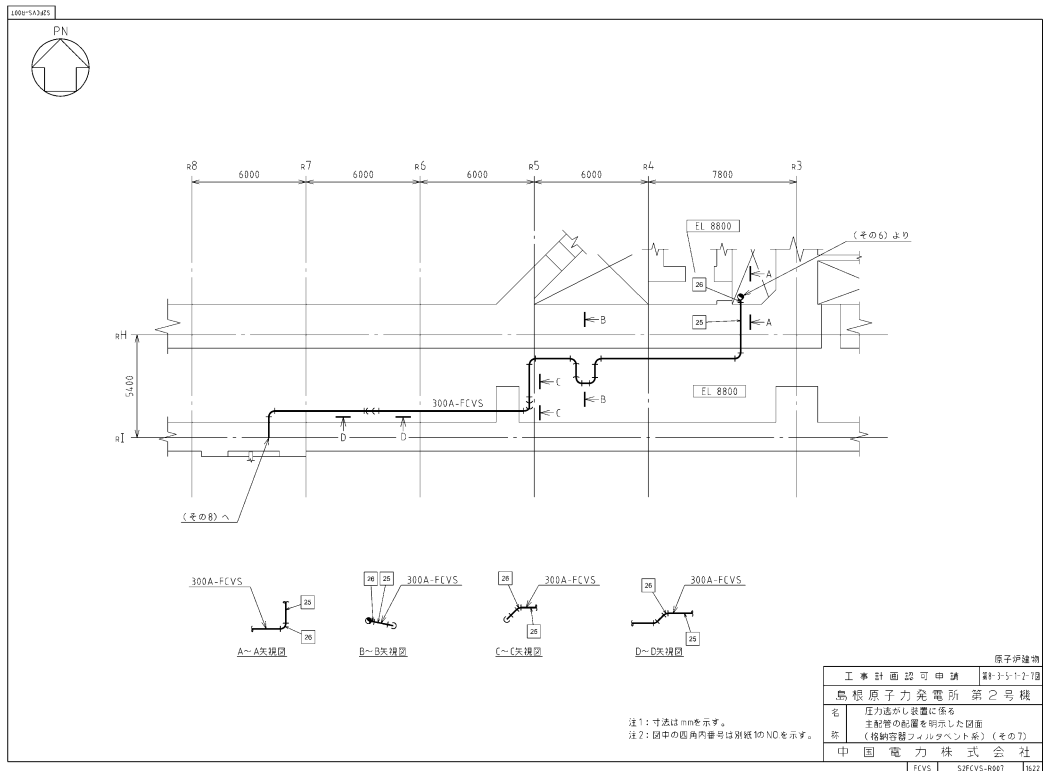 S2FCVS-R007
PN
R8
R7
R6
R5
R4
R3
6000
6000
6000
6000
7800
EL 8800
(その6)より
26
A
25
A
RH
B
5400
C
EL 8800
B
300A-FCVS
C
RI
D
D
(その8)へ
300A-FCVS
25
26
A~A矢視図
26
25
300A-FCVS
B~B矢視図
26
300A-FCVS
25
C~C矢視図
26
300A-FCVS
25
D~D矢視図
原子炉建物
工事計画認可申請
第8-3-5-1-2-7図
島根原子力発電所 第2号機
名称
圧力逃がし装置に係る
主配管の配置を明示した図面
(格納容器フィルタベント系)(その7)
中国電力株式会社
FCVS
S2FCVS-R007
1622
注1:寸法はmmを示す。
注2:図中の四角内番号は別紙1のNOを示す。